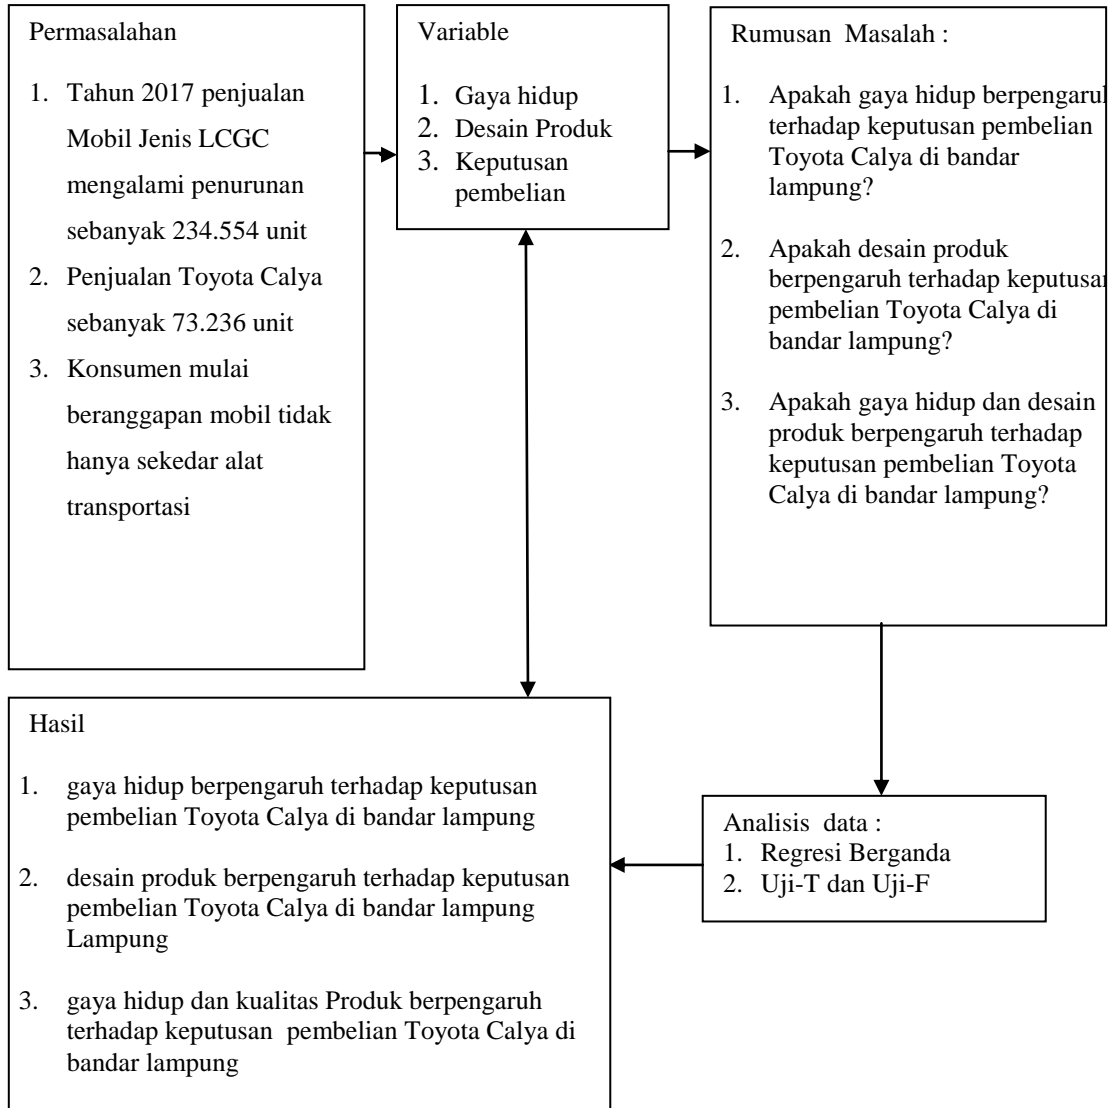 Permasalahan
1. Tahun 2017 penjualan
Mobil Jenis LCGC
mengalami penurunan
sebanyak 234.554 unit
2. Penjualan Toyota Calya
sebanyak 73.236 unit
3. Konsumen mulai
beranggapan mobil tidak
hanya sekedar alat
transportasi
Variable
1. Gaya hidup
2. Desain Produk
3. Keputusan
pembelian
Rumusan Masalah :
1. Apakah gaya hidup berpengaruh
terhadap keputusan pembelian
Toyota Calya di bandar
lampung?
2. Apakah desain produk
berpengaruh terhadap keputusan
pembelian Toyota Calya di
bandar lampung?
3. Apakah gaya hidup dan desain
produk berpengaruh terhadap
keputusan pembelian Toyota
Calya di bandar lampung?
Hasil
1. gaya hidup berpengaruh terhadap keputusan
pembelian Toyota Calya di bandar lampung
2. desain produk berpengaruh terhadap keputusan
pembelian Toyota Calya di bandar lampung
Lampung
3. gaya hidup dan kualitas Produk berpengaruh
terhadap keputusan pembelian Toyota Calya di
bandar lampung
Analisis data :
1. Regresi Berganda
2. Uji-T dan Uji-F